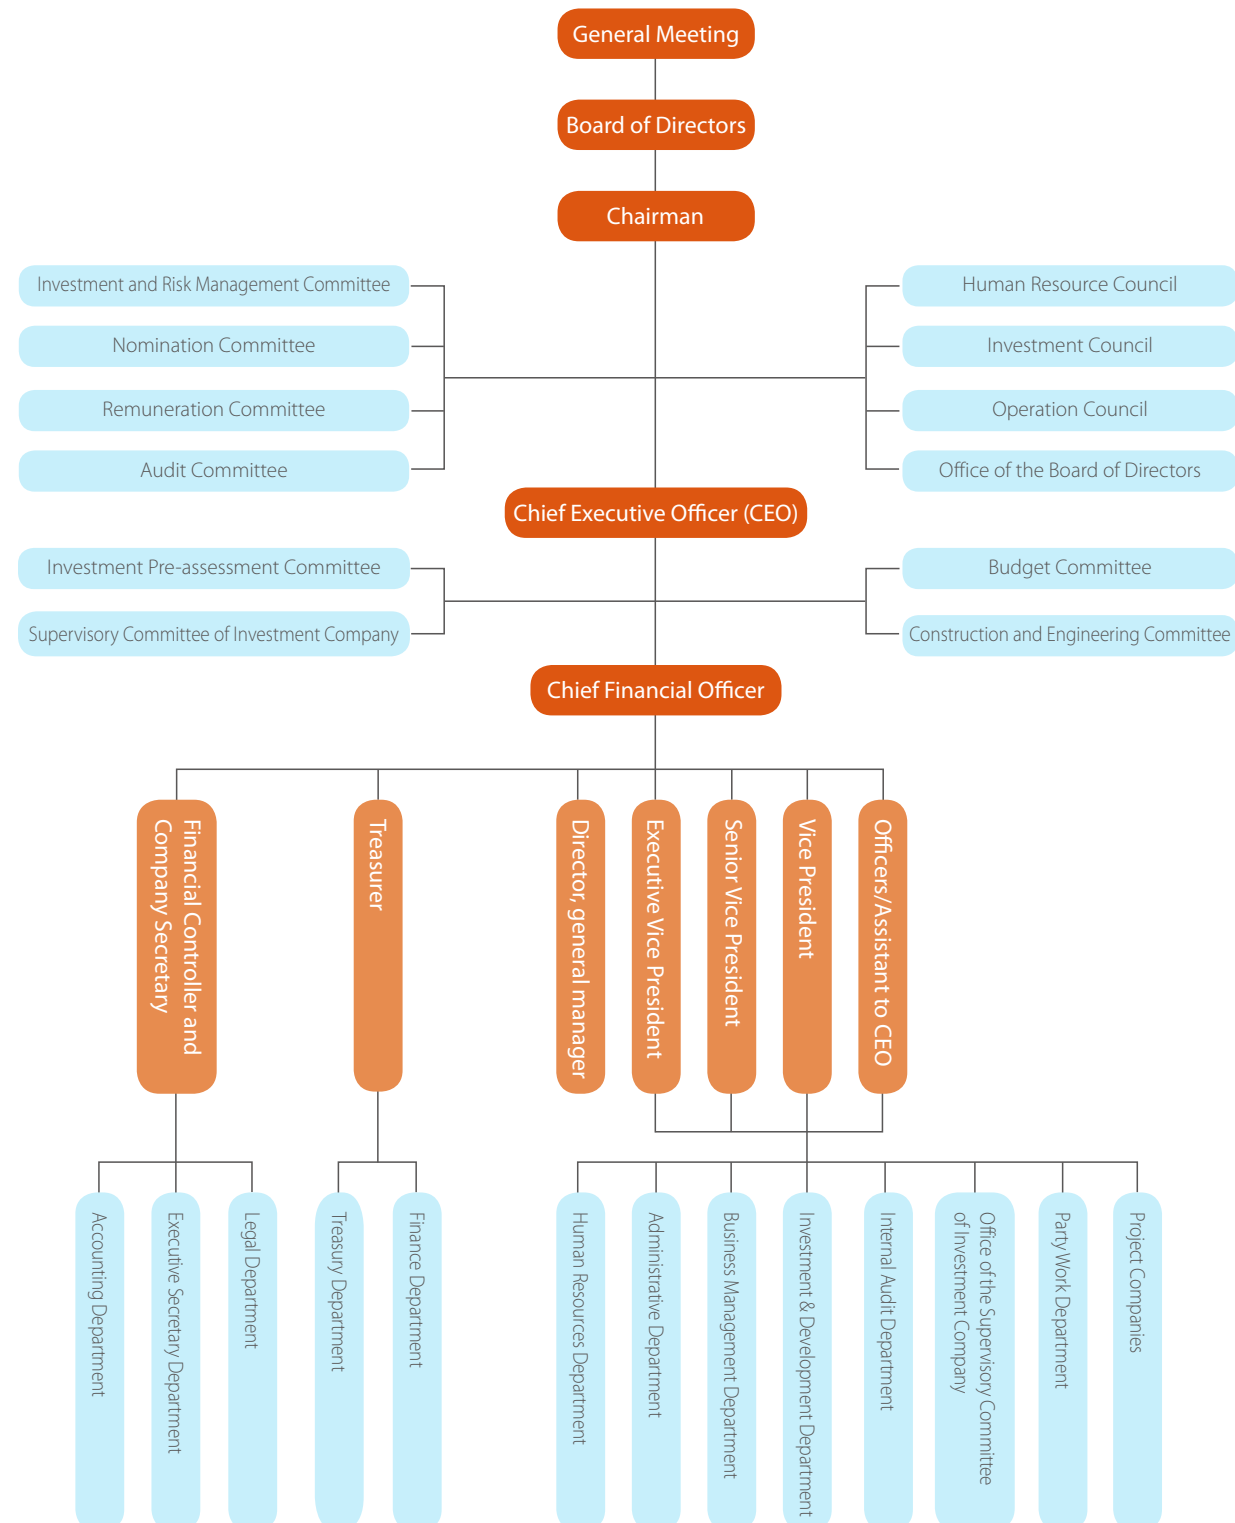 General Meeting
Board of Directors
Chairman
Investment and Risk Management Committee
Human Resource Council
Nomination Committee
Investment Council
Remuneration Committee
Operation Council
Audit Committee
Office of the Board of Directors
Chief Executive Officer (CEO)
Investment Pre-assessment Committee
Budget Committee
Supervisory Committee of Investment Company
Construction and Engineering Committee
Chief Financial Officer
Financial Controller and
Company Secretary
Treasurer
Director, general manager
Executive Vice President
Senior Vice President
Vice President
Officers/Assistant to CEO
Accounting Department
Executive Secretary Department
Legal Department
Treasury Department
Finance Department
Human Resources Department
Administrative Department
Business Management Department
Investment & Development Department
Internal Audit Department
Office of the Supervisory Committee
of Investment Company
Party Work Department
Project Companies